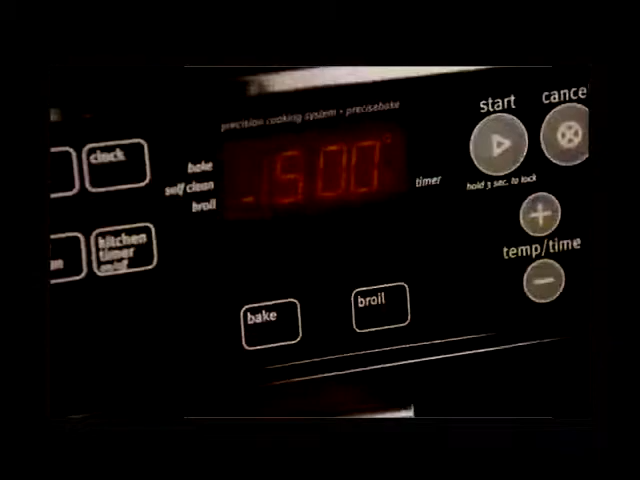 precision cooking system - precisebake
start
cance
clock
bake
self clean
broil
500°
timer
hold 3 sec. to lock
kitchen
timer
temp/time
bake
broil